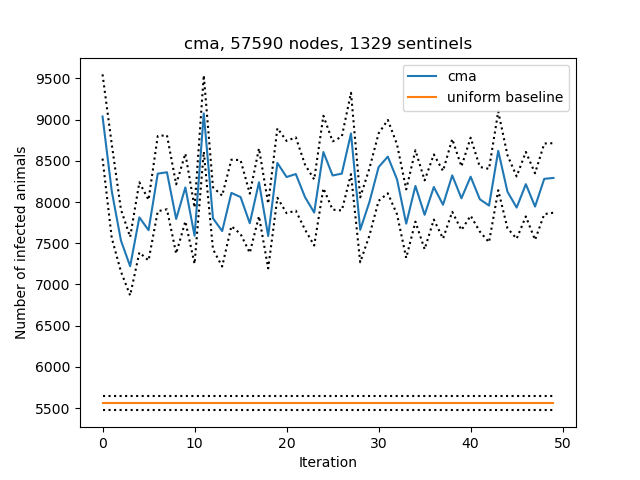 cma, 57590 nodes, 1329 sentinels
cma
uniform baseline
Number of infected animals
9500
9000
8500
8000
7500
7000
6500
6000
5500
0 10 20 30 40 50
Iteration